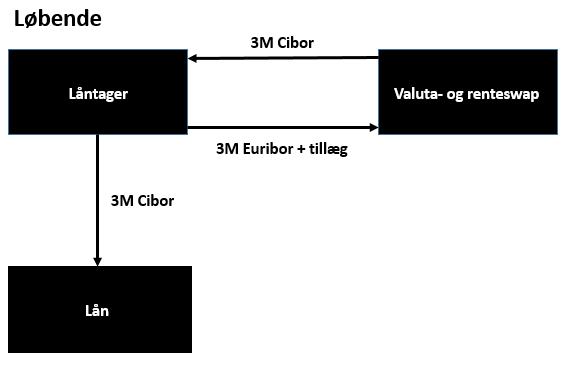 Løbende
3M Cibor
Låntager
Valuta- og renteswap
3M Euribor + tillæg
3M Cibor
Lån